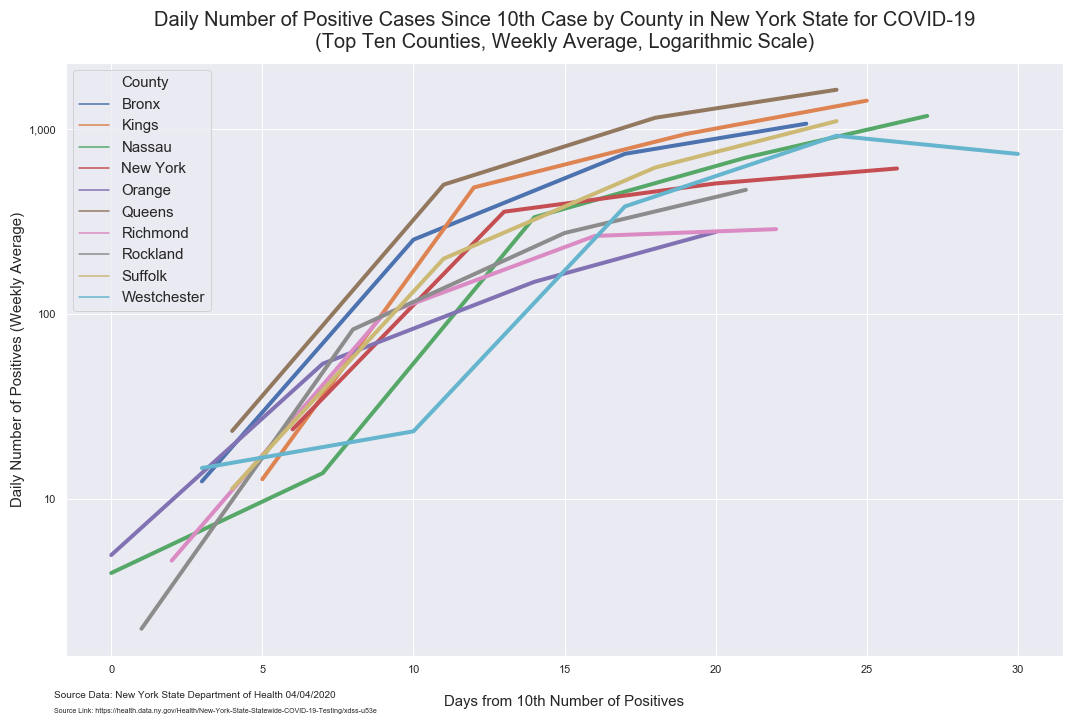 Daily Number of Positive Cases Since 10th Case by County in New York State for COVID-19
(Top Ten Counties, Weekly Average, Logarithmic Scale)
County
Bronx
Kings
Nassau
New York
Orange
Queens
Richmond
Rockland
Suffolk
Westchester
Daily Number of Positives (Weekly Average)
1,000
100
10
0 5 10 15 20 25 30
Days from 10th Number of Positives
Source Data: New York State Department of Health 04/04/2020
Source Link: https://health.data.ny.gov/Health/New-York-State-Statewide-COVID-19-Testing/xdss-u53e